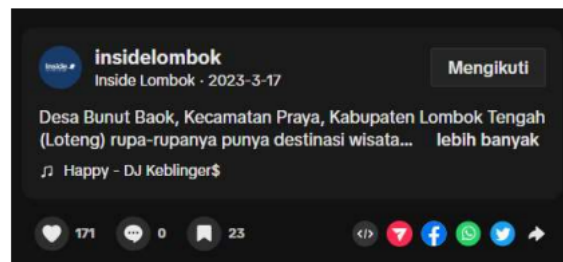 Inside
insidelombok
Inside Lombok · 2023-3-17
Mengikuti
Desa Bunut Baok, Kecamatan Praya, Kabupaten Lombok Tengah
(Loteng) rupa-rupanya punya destinasi wisata... lebih banyak
♫ Happy - DJ Keblinger$
171 0 23 </>